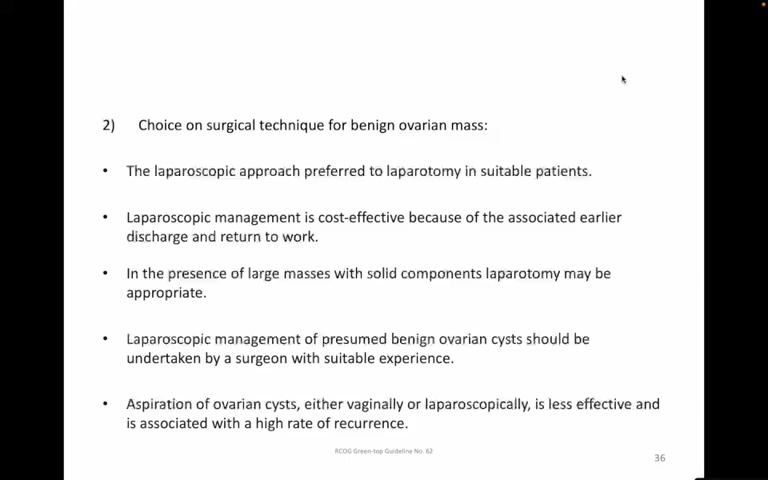 2) Choice on surgical technique for benign ovarian mass:
• The laparoscopic approach preferred to laparotomy in suitable patients.
• Laparoscopic management is cost-effective because of the associated earlier
discharge and return to work.
• In the presence of large masses with solid components laparotomy may be
appropriate.
• Laparoscopic management of presumed benign ovarian cysts should be
undertaken by a surgeon with suitable experience.
• Aspiration of ovarian cysts, either vaginally or laparoscopically, is less effective and
is associated with a high rate of recurrence.
RCOG Green-top Guideline No. 62
36